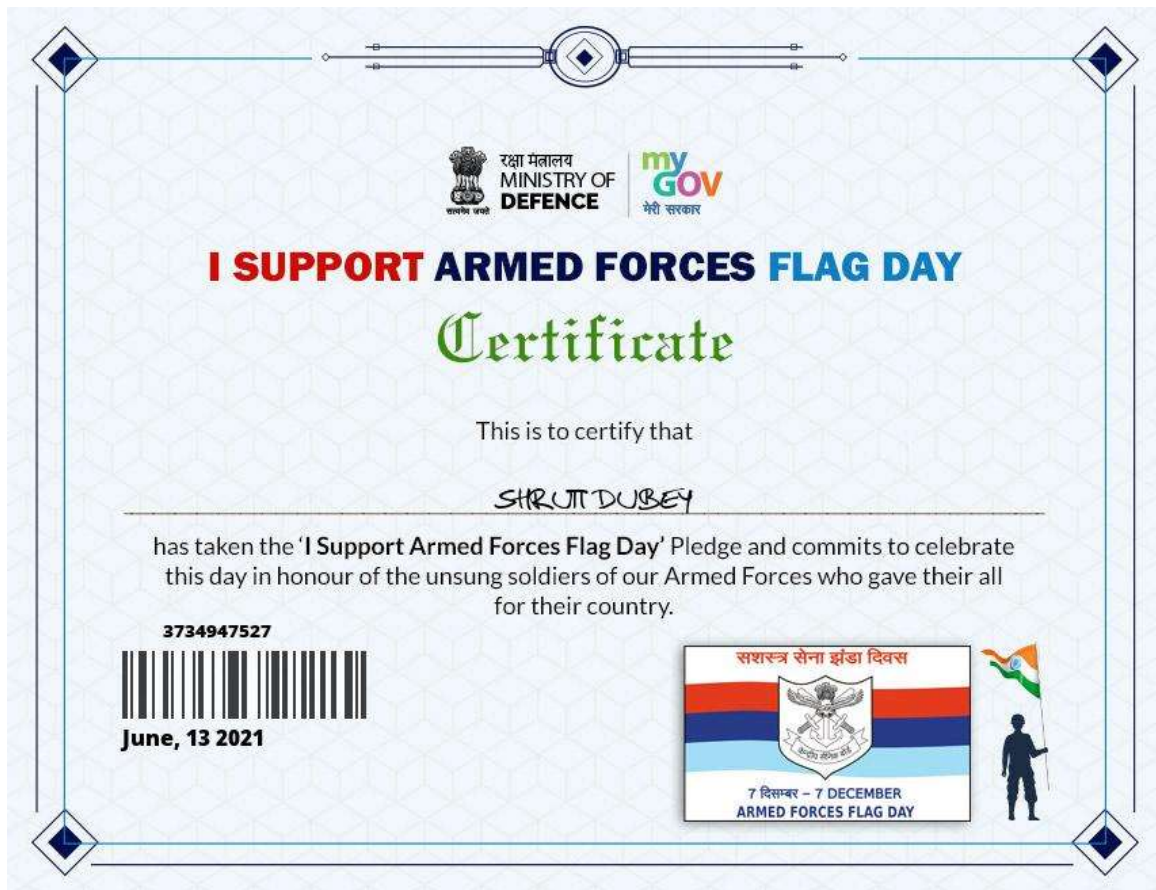 रक्षा मंत्रालय
MINISTRY OF
DEFENCE
सत्यमेव जयते
my
GOV
मेरी सरकार
I SUPPORT ARMED FORCES FLAG DAY
Certificate
This is to certify that
SHRUTI DUBEY
has taken the ‘I Support Armed Forces Flag Day’ Pledge and commits to celebrate
this day in honour of the unsung soldiers of our Armed Forces who gave their all
for their country.
3734947527
June, 13 2021
सशस्त्र सेना झंडा दिवस
केन्द्रीय सैनिक बोर्ड
7 दिसम्बर – 7 DECEMBER
ARMED FORCES FLAG DAY